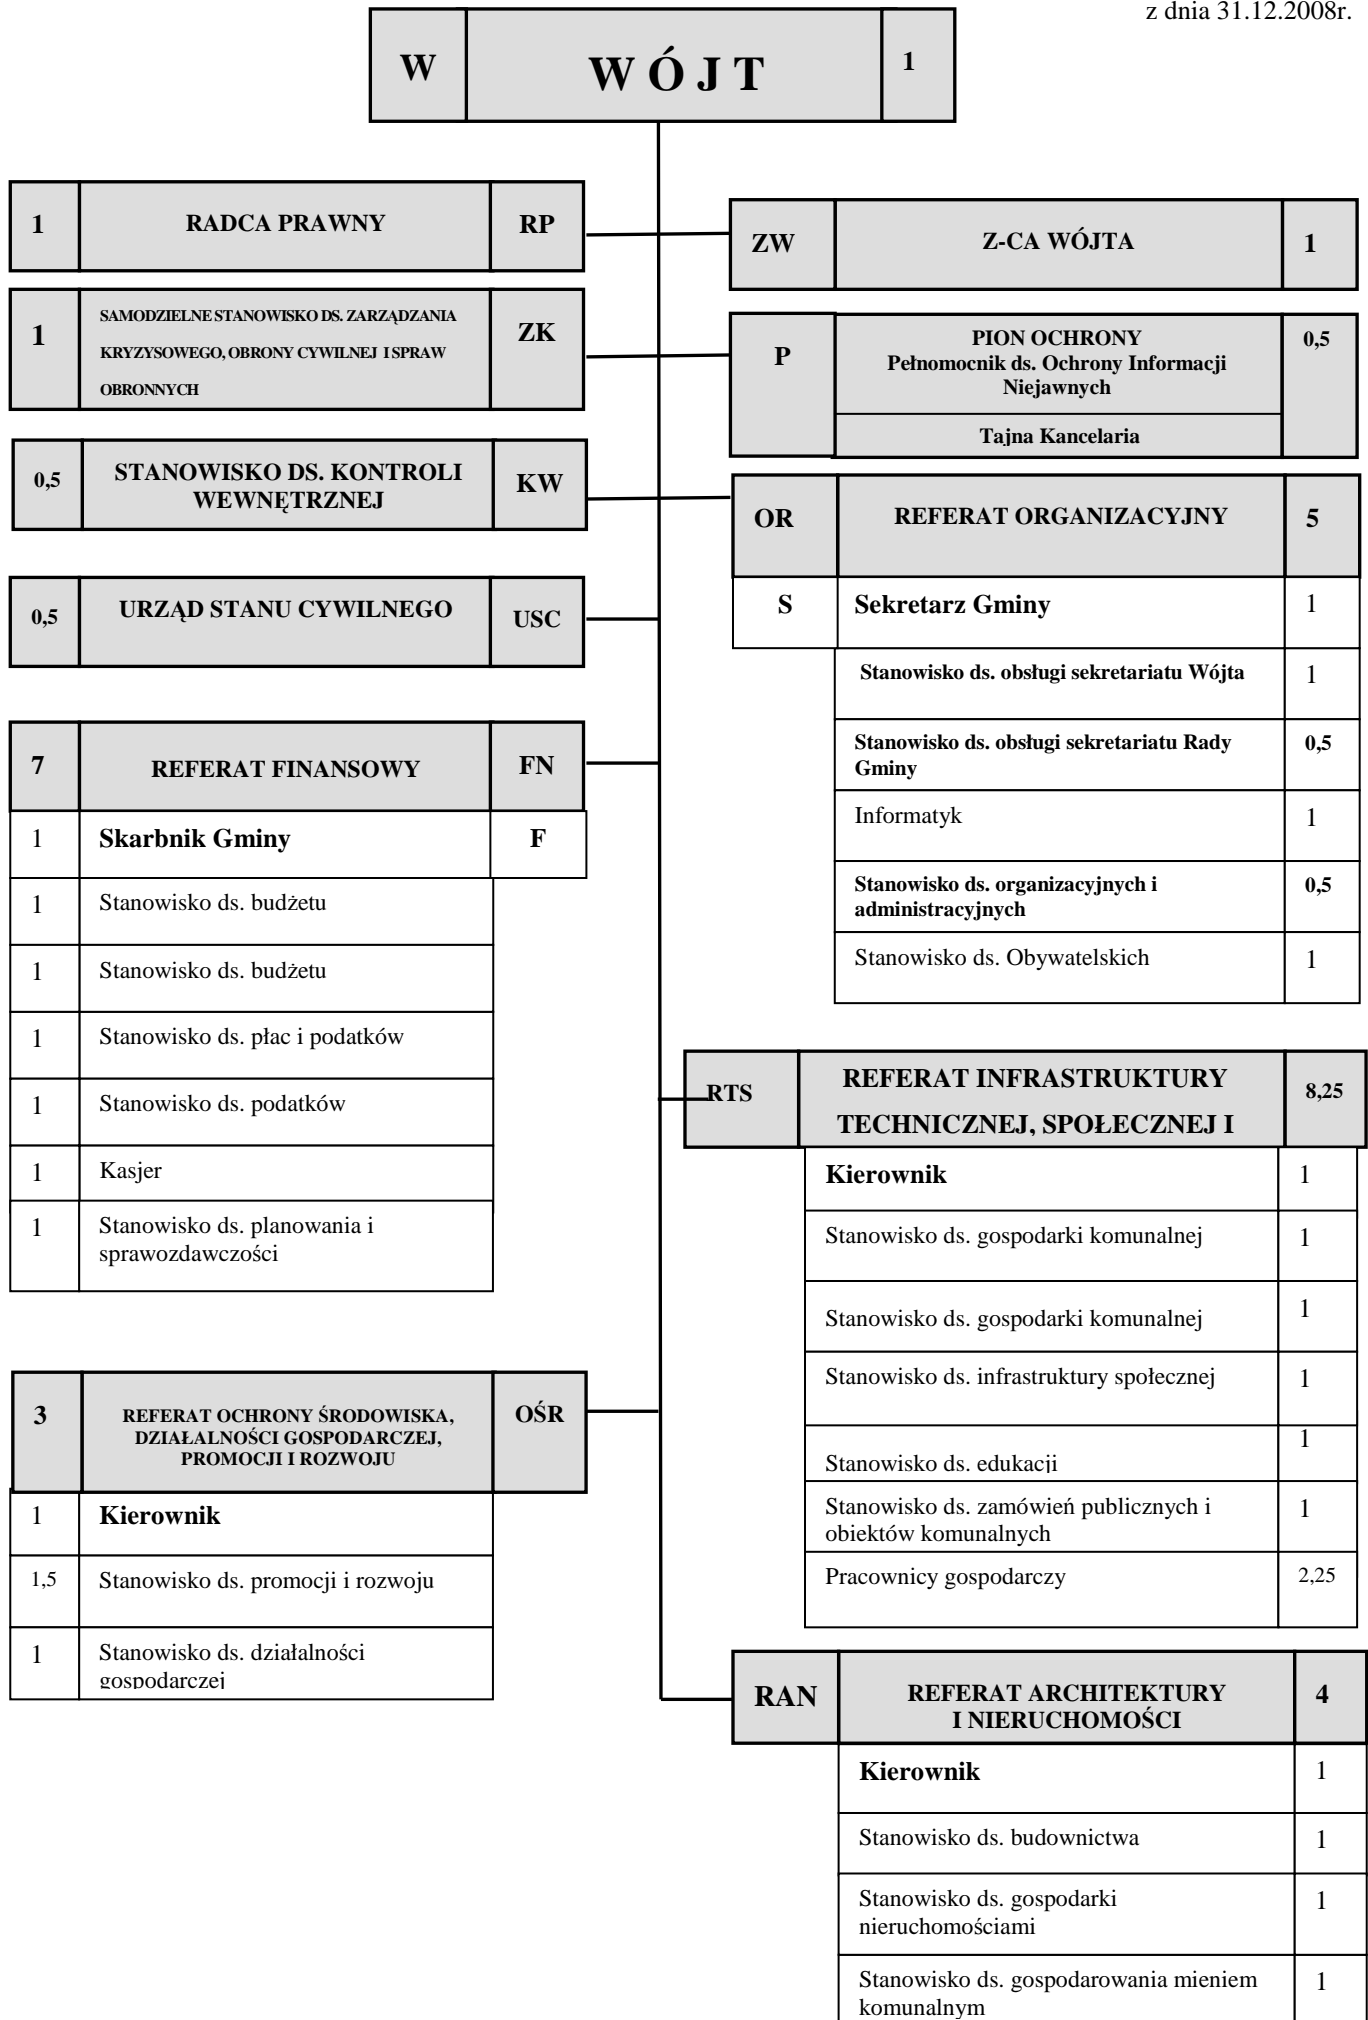 z dnia 31.12.2008r.
W
W Ó J T
1
1
RADCA PRAWNY
RP
ZW
Z-CA WÓJTA
1
1
SAMODZIELNE STANOWISKO DS. ZARZĄDZANIA
KRYZYSOWEGO, OBRONY CYWILNEJ I SPRAW
OBRONNYCH
ZK
P
PION OCHRONY
Pełnomocnik ds. Ochrony Informacji
Niejawnych
0,5
Tajna Kancelaria
0,5
STANOWISKO DS. KONTROLI
WEWNĘTRZNEJ
KW
OR
REFERAT ORGANIZACYJNY
5
S
Sekretarz Gminy
1
Stanowisko ds. obsługi sekretariatu Wójta
1
Stanowisko ds. obsługi sekretariatu Rady
Gminy
0,5
Informatyk
1
Stanowisko ds. organizacyjnych i
administracyjnych
0,5
Stanowisko ds. Obywatelskich
1
0,5
URZĄD STANU CYWILNEGO
USC
7
REFERAT FINANSOWY
FN
1
Skarbnik Gminy
F
1
Stanowisko ds. budżetu
1
Stanowisko ds. budżetu
1
Stanowisko ds. płac i podatków
1
Stanowisko ds. podatków
1
Kasjer
1
Stanowisko ds. planowania i
sprawozdawczości
RTS
REFERAT INFRASTRUKTURY
TECHNICZNEJ, SPOŁECZNEJ I
8,25
Kierownik
1
Stanowisko ds. gospodarki komunalnej
1
Stanowisko ds. gospodarki komunalnej
1
Stanowisko ds. infrastruktury społecznej
1
Stanowisko ds. edukacji
1
Stanowisko ds. zamówień publicznych i
obiektów komunalnych
1
Pracownicy gospodarczy
2,25
3
REFERAT OCHRONY ŚRODOWISKA,
DZIAŁALNOŚCI GOSPODARCZEJ,
PROMOCJI I ROZWOJU
OŚR
1
Kierownik
1,5
Stanowisko ds. promocji i rozwoju
1
Stanowisko ds. działalności
gospodarczej
RAN
REFERAT ARCHITEKTURY
I NIERUCHOMOŚCI
4
Kierownik
1
Stanowisko ds. budownictwa
1
Stanowisko ds. gospodarki
nieruchomościami
1
Stanowisko ds. gospodarowania mieniem
komunalnym
1